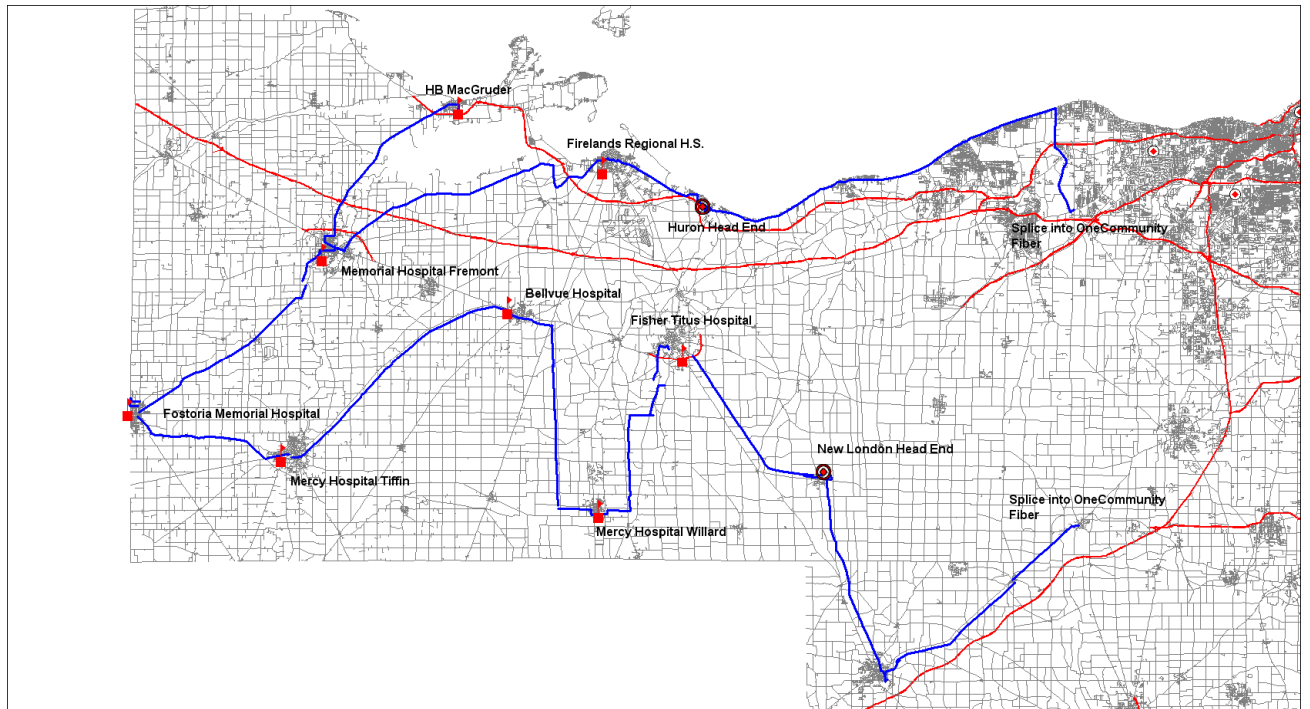 HB MacGruder
Firelands Regional H.S.
Huron Head End
Splice into OneCommunity
Fiber
Memorial Hospital Fremont
Bellvue Hospital
Fisher Titus Hospital
Fostoria Memorial Hospital
Mercy Hospital Tiffin
New London Head End
Splice into OneCommunity
Fiber
Mercy Hospital Willard